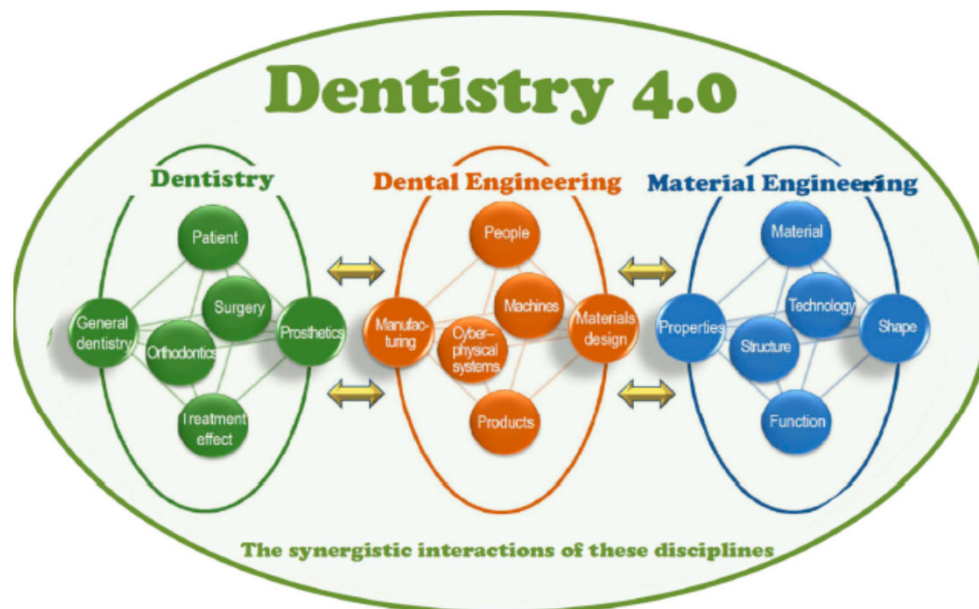 Dentistry 4.0
Dentistry
Patient
Surgery
General
dentistry
Orthodontics
Prosthetics
Treatment
effect
Dental Engineering
People
Machines
Manufac-
turing
Cyber-
physical
systems
Materials
design
Products
Material Engineering
Material
Technology
Properties
Structure
Shape
Function
The synergistic interactions of these disciplines